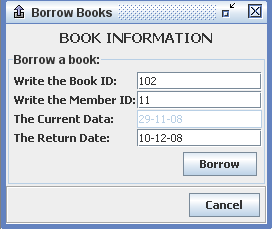 Borrow Books
BOOK INFORMATION
Borrow a book:
Write the Book ID: 102
Write the Member ID: 11
The Current Data: 29-11-08
The Return Date: 10-12-08
Borrow
Cancel